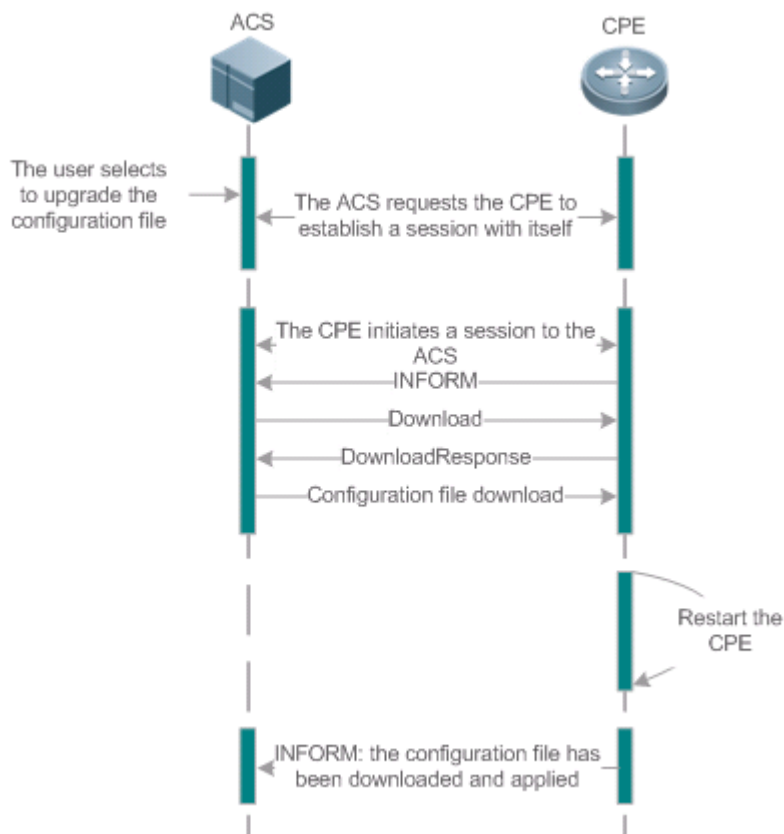 ACS
CPE
The user selects
to upgrade the
configuration file
The ACS requests the CPE to
establish a session with itself
The CPE initiates a session to the
ACS
INFORM
Download
DownloadResponse
Configuration file download
Restart the
CPE
INFORM: the configuration file has
been downloaded and applied